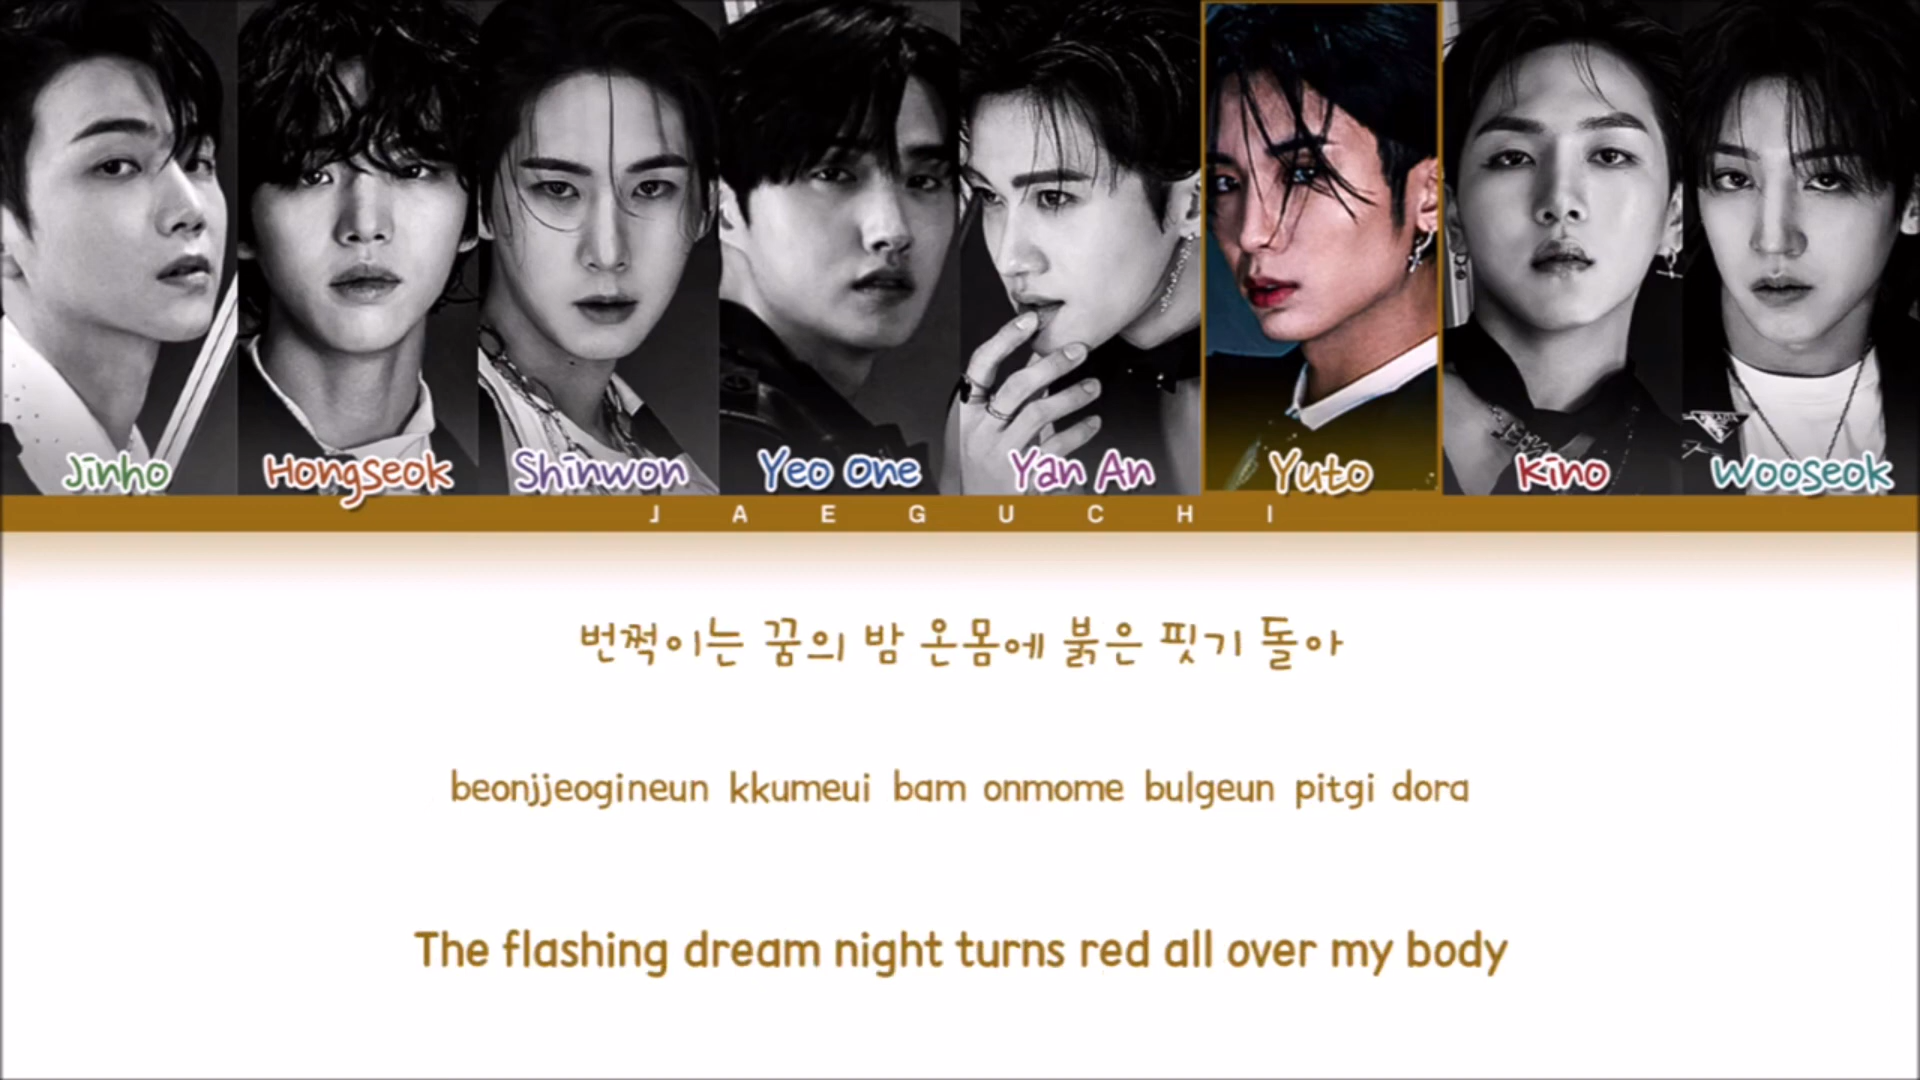 Jinho Hongseok Shinwon Yeo One Yan An Yuto Kino Wooseok
JAEGUCHI
번쩍이는 꿈의 밤 온몸에 붉은 핏기 돌아
beonjjeogineun kkumeui bam onmome bulgeun pitgi dora
The flashing dream night turns red all over my body